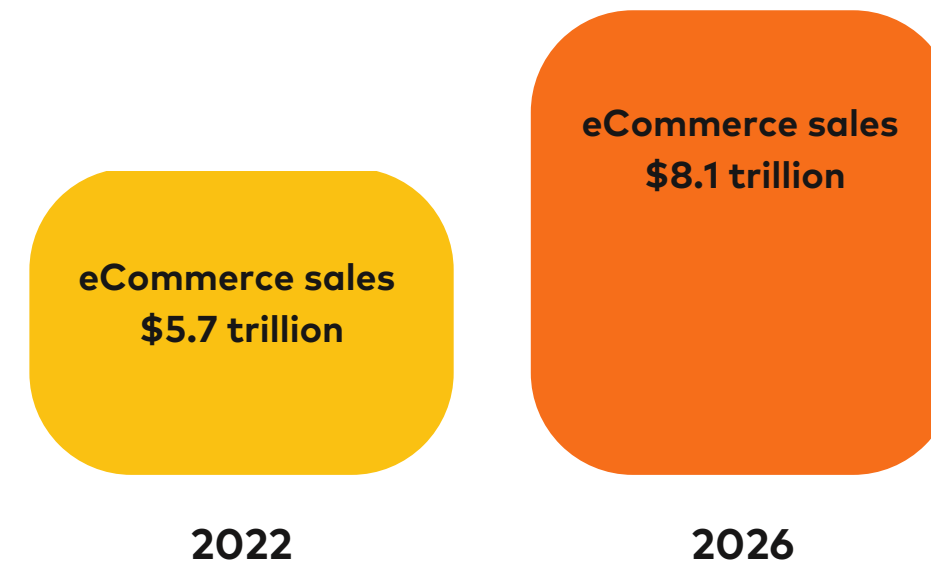 eCommerce sales
$5.7 trillion
2022
eCommerce sales
$8.1 trillion
2026